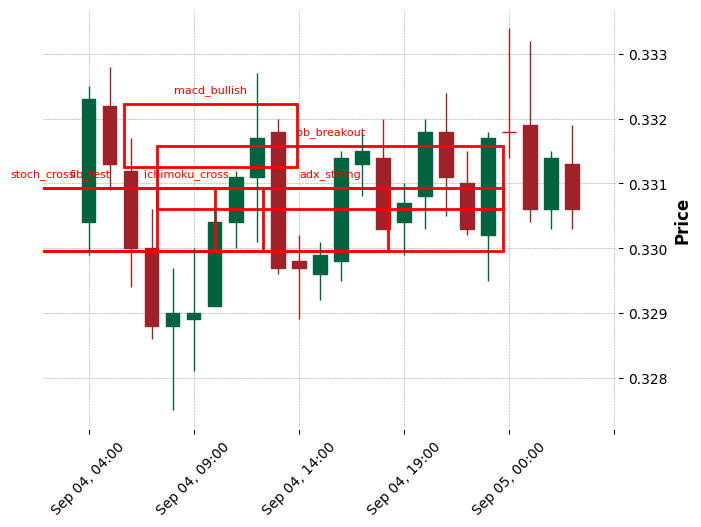 macd_bullish
bb_breakout
stoch_cross
fib_test
ichimoku_cross
adx_strong
0.333
0.332
0.331
0.330
0.329
0.328
Price
Sep 04, 04:00
Sep 04, 09:00
Sep 04, 14:00
Sep 04, 19:00
Sep 05, 00:00